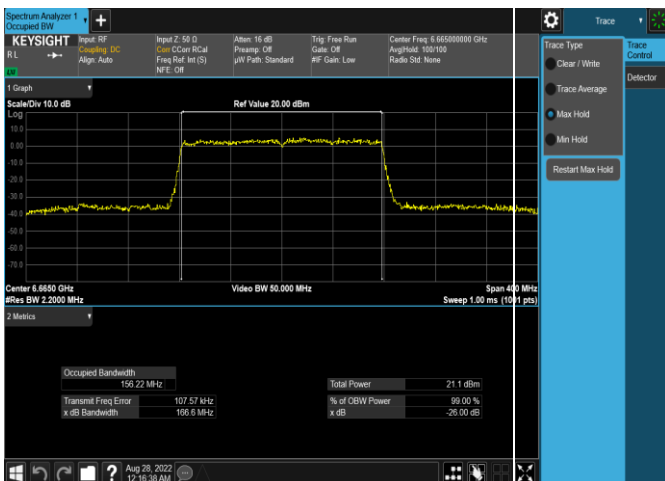 Spectrum Analyzer 1
Occupied BW
+
KEYSIGHT
Input: RF
Coupling: DC
Align: Auto
Input Z: 50 Ω
Corr CCorr RCal
Freq Ref: Int (S)
NFE: Off
Atten: 16 dB
Preamp: Off
µW Path: Standard
Trig: Free Run
Gate: Off
#IF Gain: Low
Center Freq: 6.665000000 GHz
Avg|Hold: 100/100
Radio Std: None
R L
LXI
1 Graph
Scale/Div 10.0 dB
Ref Value 20.00 dBm
Log
10.0
0.00
-10.0
-20.0
-30.0
-40.0
-50.0
-60.0
-70.0
Center 6.6650 GHz
Video BW 50.000 MHz
Span 400 MHz
#Res BW 2.2000 MHz
Sweep 1.00 ms (1001 pts)
2 Metrics
Occupied Bandwidth
156.22 MHz
Total Power 21.1 dBm
Transmit Freq Error 107.57 kHz
% of OBW Power 99.00 %
x dB Bandwidth 166.6 MHz
x dB -26.00 dB
?
Aug 28, 2022
12:16:38 AM
Trace
Trace Type
Clear / Write
Trace Average
Max Hold
Min Hold
Restart Max Hold
Trace
Control
Detector